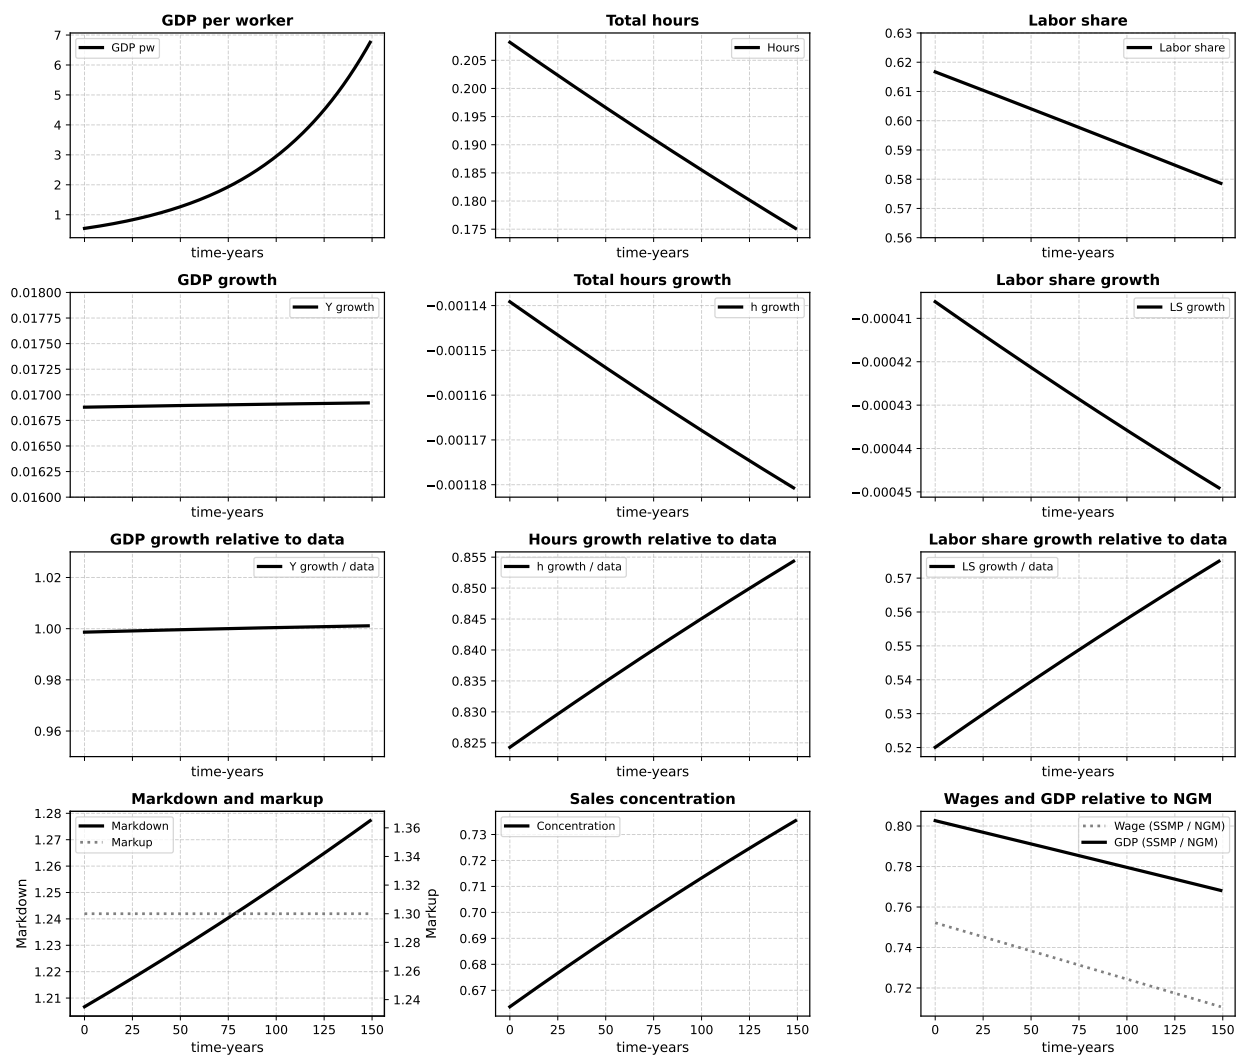 GDP per worker
GDP pw
7
6
5
4
3
2
1
time-years
Total hours
Hours
0.205
0.200
0.195
0.190
0.185
0.180
0.175
time-years
Labor share
Labor share
0.63
0.62
0.61
0.60
0.59
0.58
0.57
0.56
time-years
GDP growth
Y growth
0.01800
0.01775
0.01750
0.01725
0.01700
0.01675
0.01650
0.01625
0.01600
time-years
Total hours growth
h growth
−0.00114
−0.00115
−0.00116
−0.00117
−0.00118
time-years
Labor share growth
LS growth
−0.00041
−0.00042
−0.00043
−0.00044
−0.00045
time-years
GDP growth relative to data
Y growth / data
1.02
1.00
0.98
0.96
time-years
Hours growth relative to data
h growth / data
0.855
0.850
0.845
0.840
0.835
0.830
0.825
time-years
Labor share growth relative to data
LS growth / data
0.57
0.56
0.55
0.54
0.53
0.52
time-years
Markdown and markup
Markdown
Markup
1.28
1.27
1.26
1.25
1.24
1.23
1.22
1.21
Markdown
1.36
1.34
1.32
1.30
1.28
1.26
1.24
Markup
0 25 50 75 100 125 150
time-years
Sales concentration
Concentration
0.73
0.72
0.71
0.70
0.69
0.68
0.67
0 25 50 75 100 125 150
time-years
Wages and GDP relative to NGM
Wage (SSMP / NGM)
GDP (SSMP / NGM)
0.80
0.78
0.76
0.74
0.72
0 25 50 75 100 125 150
time-years